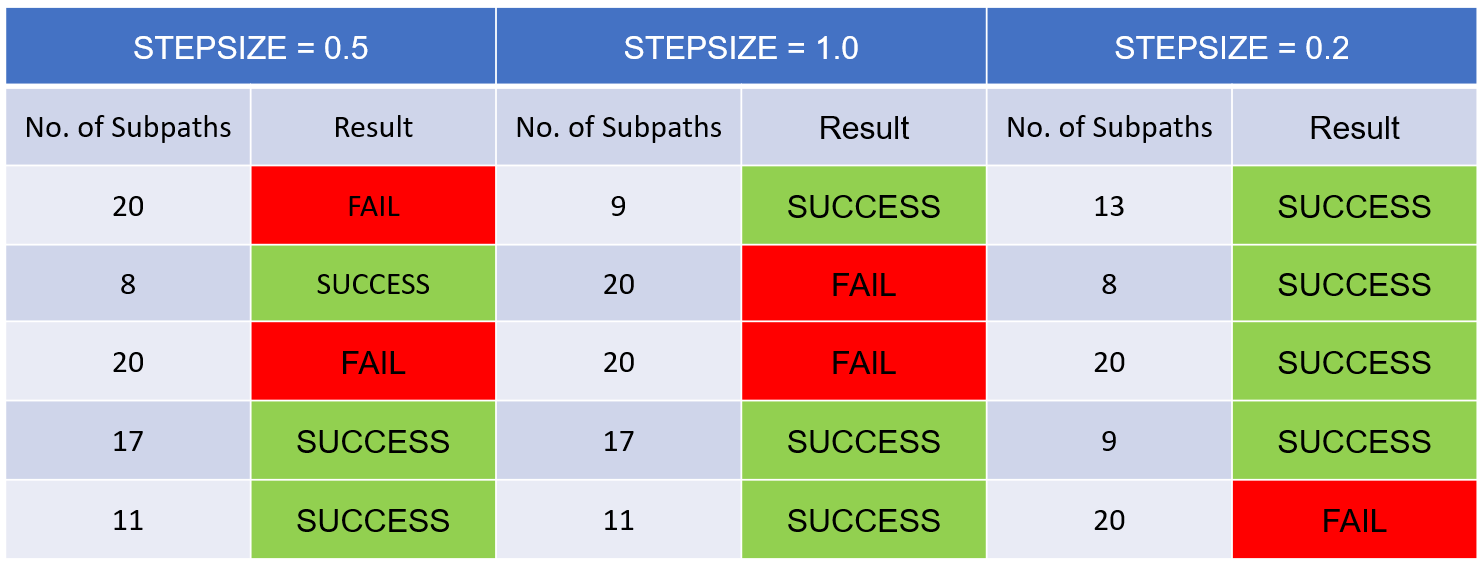 STEPSIZE = 0.5 STEPSIZE = 1.0 STEPSIZE = 0.2
No. of Subpaths Result No. of Subpaths Result No. of Subpaths Result
20 FAIL 9 SUCCESS 13 SUCCESS
8 SUCCESS 20 FAIL 8 SUCCESS
20 FAIL 20 FAIL 20 SUCCESS
17 SUCCESS 17 SUCCESS 9 SUCCESS
11 SUCCESS 11 SUCCESS 20 FAIL